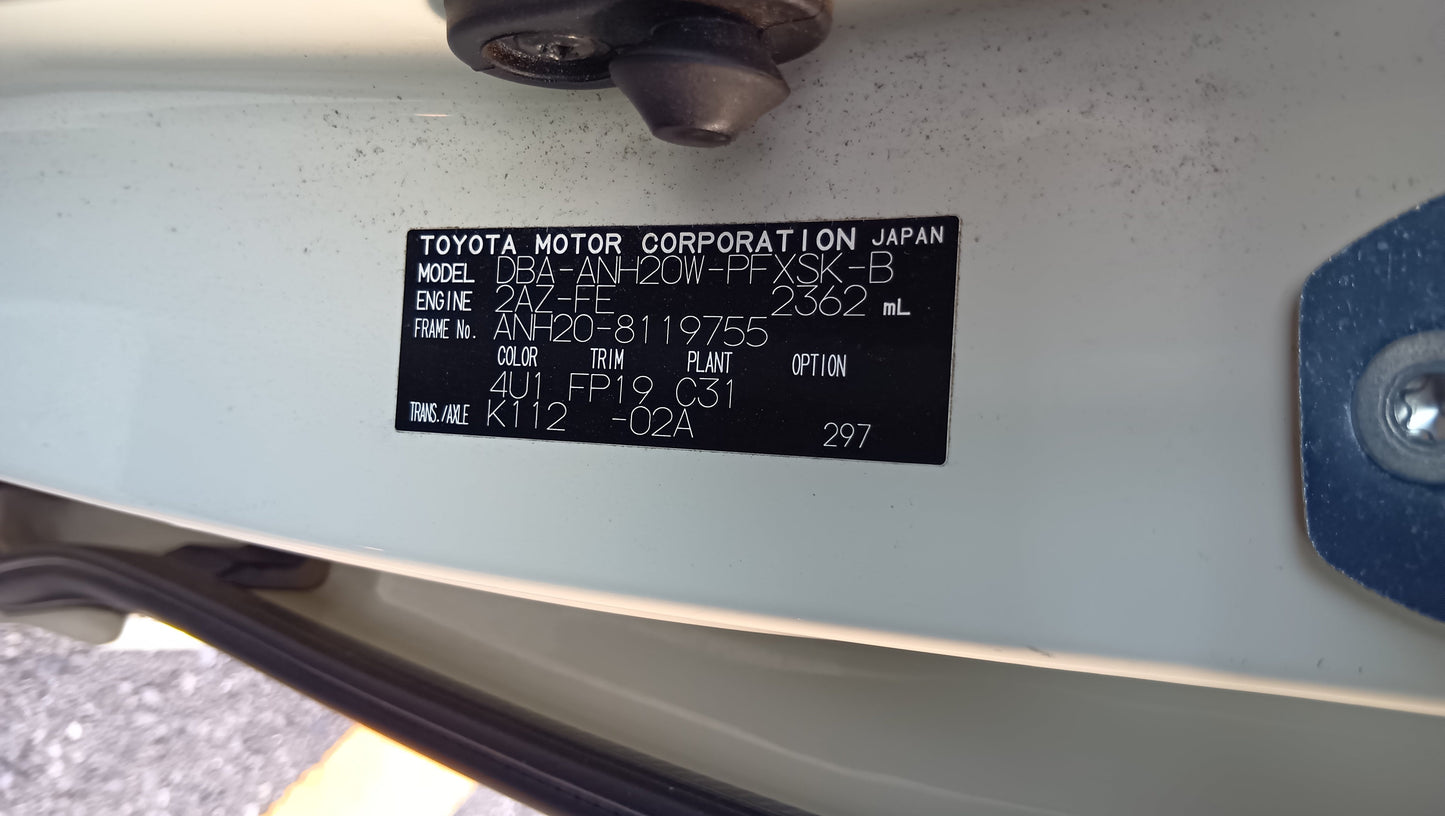 TOYOTA MOTOR CORPORATION JAPAN
MODEL DBA-ANH20W-PFXSK-B
ENGINE 2AZ-FE 2362 mL
FRAME No. ANH20-8119755
COLOR TRIM PLANT OPTION
4U1 FP19 C31
TRANS./AXLE K112 -02A 297